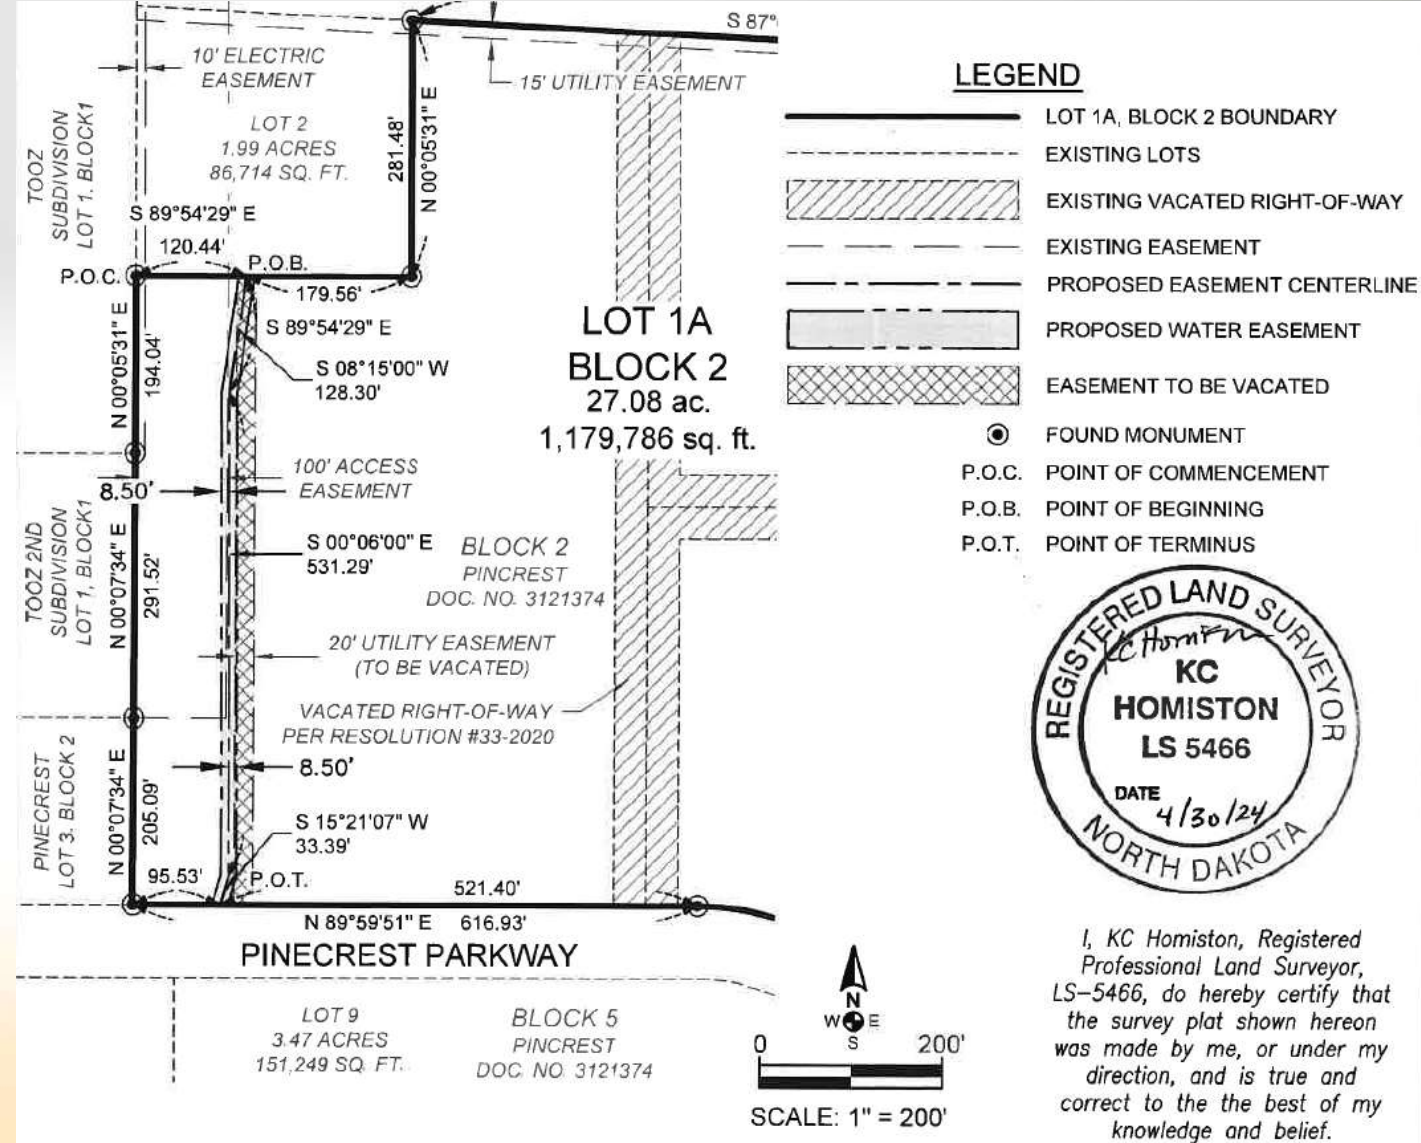 S 87°
10' ELECTRIC
EASEMENT
15' UTILITY EASEMENT
LOT 2
1.99 ACRES
86,714 SQ. FT.
281.48'
N 00°05'31" E
TOOZ
SUBDIVISION
LOT 1. BLOCK1
S 89°54'29" E
120.44'
P.O.C.
P.O.B.
179.56'
S 89°54'29" E
N 00°05'31" E
194.04'
S 08°15'00" W
128.30'
LOT 1A
BLOCK 2
27.08 ac.
1,179,786 sq. ft.
100' ACCESS
EASEMENT
8.50'
TOOZ 2ND
SUBDIVISION
LOT 1, BLOCK1
N 00°07'34" E
291.52'
S 00°06'00" E
531.29'
BLOCK 2
PINCREST
DOC. NO. 3121374
20' UTILITY EASEMENT
(TO BE VACATED)
VACATED RIGHT-OF-WAY
PER RESOLUTION #33-2020
8.50'
PINECREST
LOT 3. BLOCK 2
N 00°07'34" E
205.09'
S 15°21'07" W
33.39'
95.53'
P.O.T.
521.40'
N 89°59'51" E 616.93'
PINECREST PARKWAY
LOT 9
3.47 ACRES
151,249 SQ. FT.
BLOCK 5
PINCREST
DOC. NO. 3121374
LEGEND
LOT 1A, BLOCK 2 BOUNDARY
EXISTING LOTS
EXISTING VACATED RIGHT-OF-WAY
EXISTING EASEMENT
PROPOSED EASEMENT CENTERLINE
PROPOSED WATER EASEMENT
EASEMENT TO BE VACATED
FOUND MONUMENT
P.O.C. POINT OF COMMENCEMENT
P.O.B. POINT OF BEGINNING
P.O.T. POINT OF TERMINUS
REGISTERED LAND SURVEYOR
KC
HOMISTON
LS 5466
DATE
4/30/24
NORTH DAKOTA
N
W E
S
0 200'
SCALE: 1" = 200'
I, KC Homiston, Registered
Professional Land Surveyor,
LS-5466, do hereby certify that
the survey plat shown hereon
was made by me, or under my
direction, and is true and
correct to the the best of my
knowledge and belief.